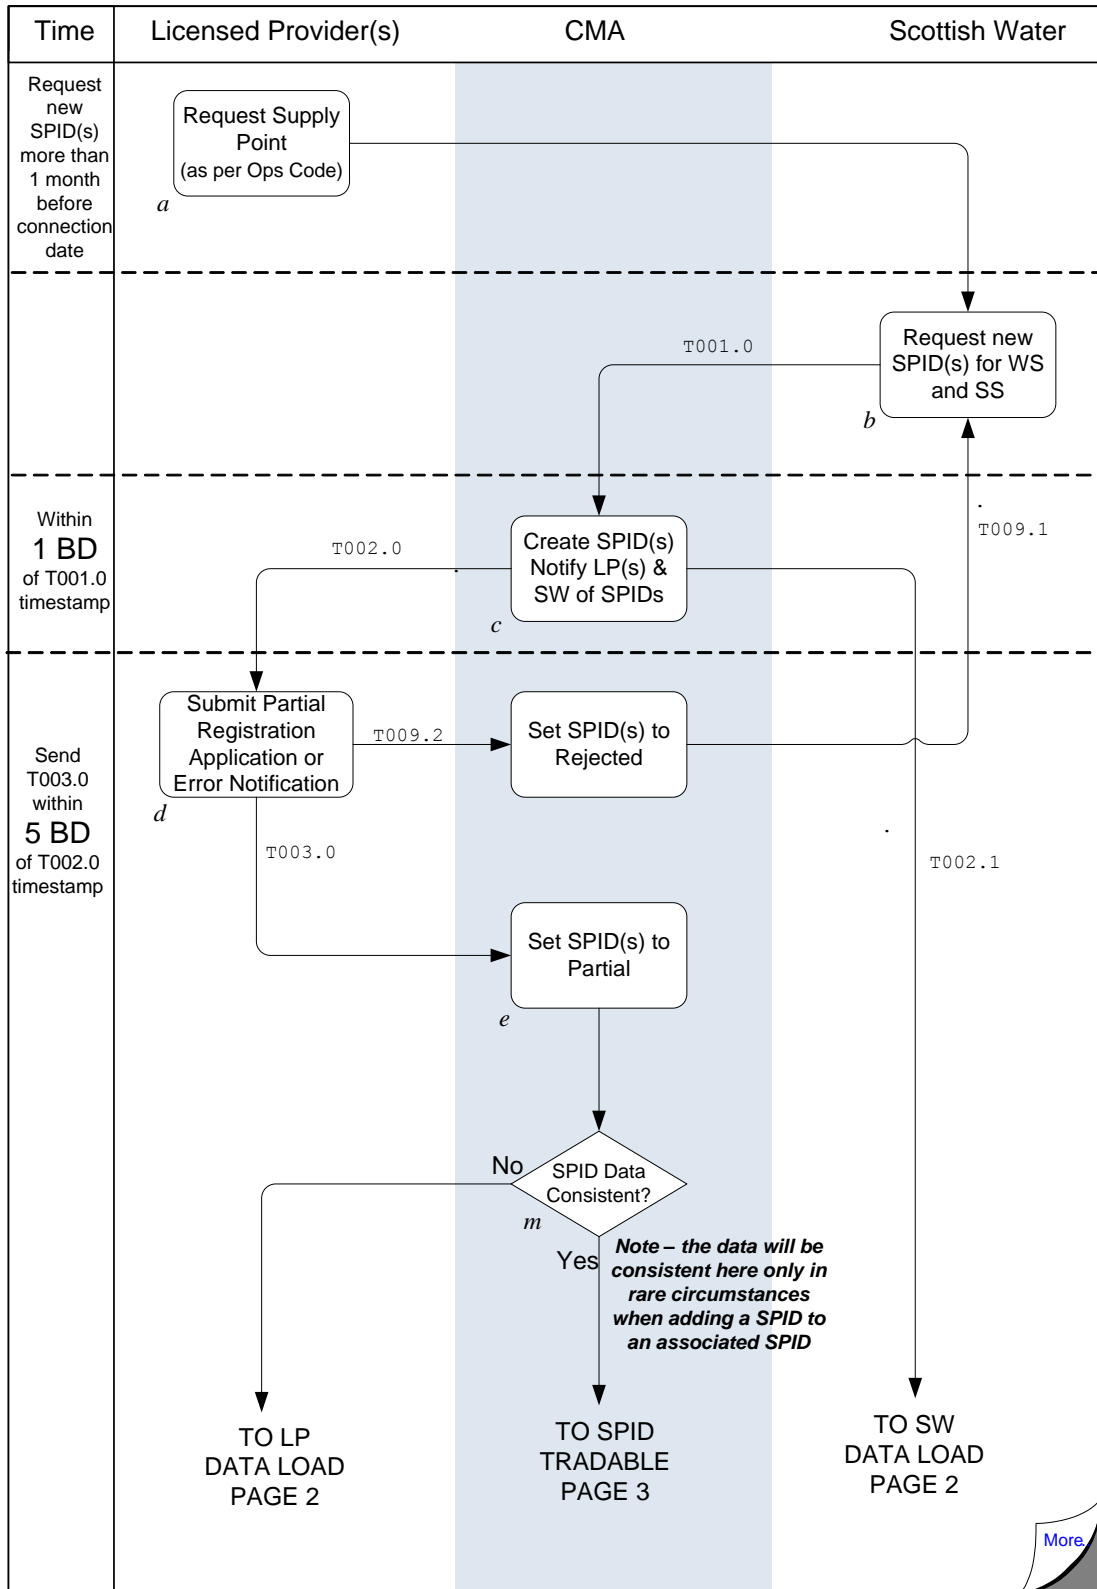 Time
Licensed Provider(s)
CMA
Scottish Water
Request
new
SPID(s)
more than
1 month
before
connection
date
Request Supply
Point
(as per Ops Code)
a
Request new
SPID(s) for WS
and SS
b
T001.0
Within
1 BD
of T001.0
timestamp
T002.0
Create SPID(s)
Notify LP(s) &
SW of SPIDs
c
.
T009.1
.
Send
T003.0
within
5 BD
of T002.0
timestamp
Submit Partial
Registration
Application or
Error Notification
d
T009.2
Set SPID(s) to
Rejected
T003.0
.
T002.1
Set SPID(s) to
Partial
e
No
SPID Data
Consistent?
m
Yes
Note – the data will be
consistent here only in
rare circumstances
when adding a SPID to
an associated SPID
TO LP
DATA LOAD
PAGE 2
TO SPID
TRADABLE
PAGE 3
TO SW
DATA LOAD
PAGE 2
More.